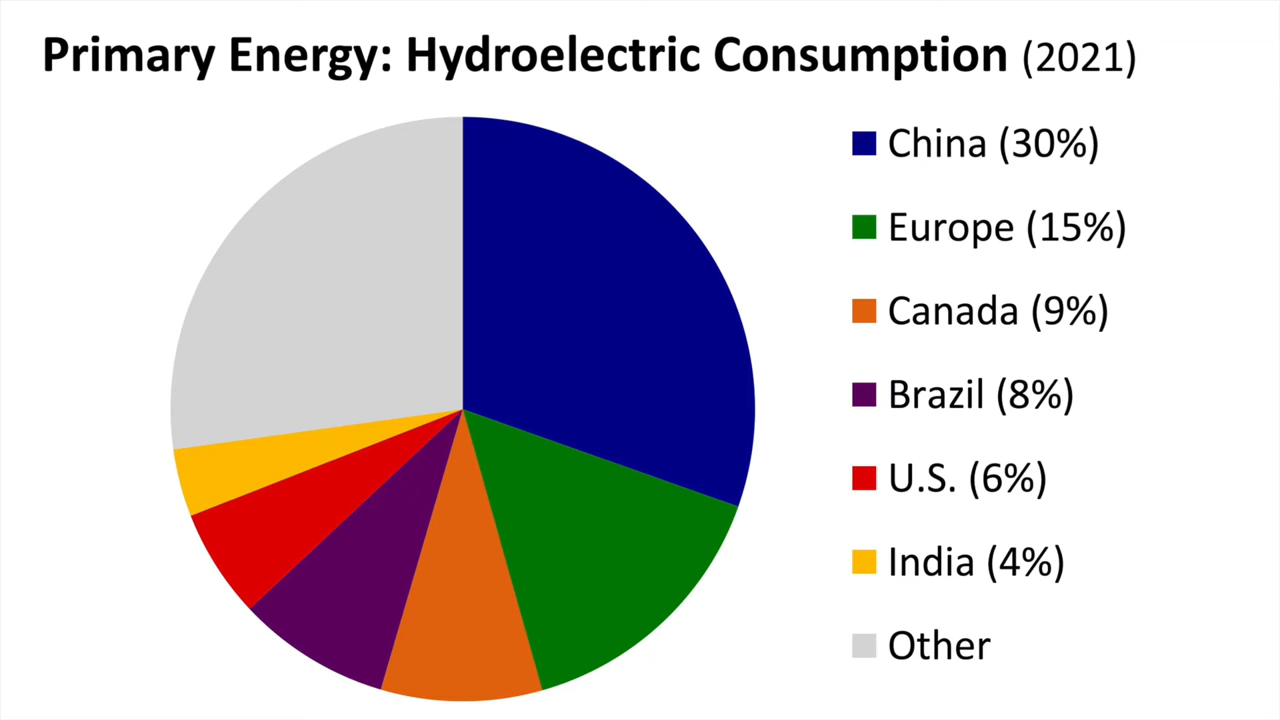 Primary Energy: Hydroelectric Consumption (2021)
China (30%)
Europe (15%)
Canada (9%)
Brazil (8%)
U.S. (6%)
India (4%)
Other